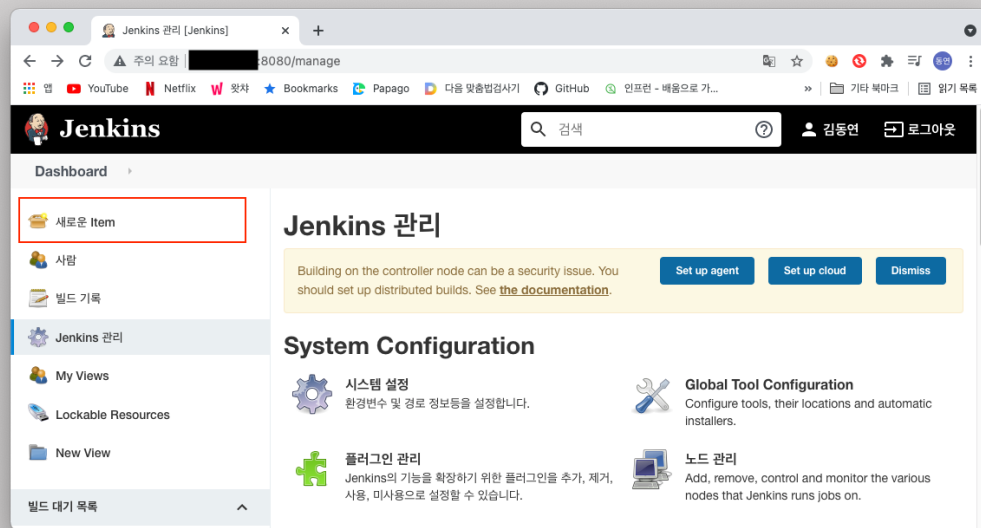 Jenkins 관리 [Jenkins]
주의 요함 :8080/manage
앱 YouTube Netflix 왓챠 Bookmarks Papago 다음 맞춤법검사기 GitHub 인프런 - 배움으로 가... » 기타 북마크 읽기 목록
동연
Jenkins
검색
김동연 로그아웃
Dashboard
새로운 Item
사람
빌드 기록
Jenkins 관리
My Views
Lockable Resources
New View
빌드 대기 목록
Jenkins 관리
Building on the controller node can be a security issue. You
should set up distributed builds. See the documentation.
Set up agent Set up cloud Dismiss
System Configuration
시스템 설정
환경변수 및 경로 정보등을 설정합니다.
Global Tool Configuration
Configure tools, their locations and automatic
installers.
플러그인 관리
Jenkins의 기능을 확장하기 위한 플러그인을 추가, 제거,
사용, 미사용으로 설정할 수 있습니다.
노드 관리
Add, remove, control and monitor the various
nodes that Jenkins runs jobs on.